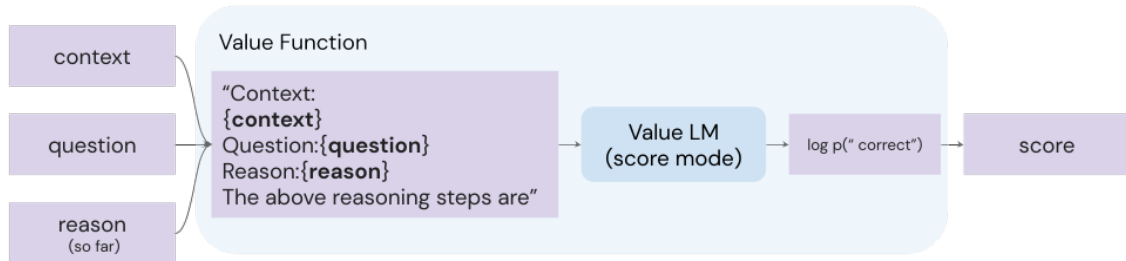 context
question
reason
(so far)
Value Function
“Context:
{context}
Question:{question}
Reason:{reason}
The above reasoning steps are”
Value LM
(score mode)
log p(“ correct”)
score